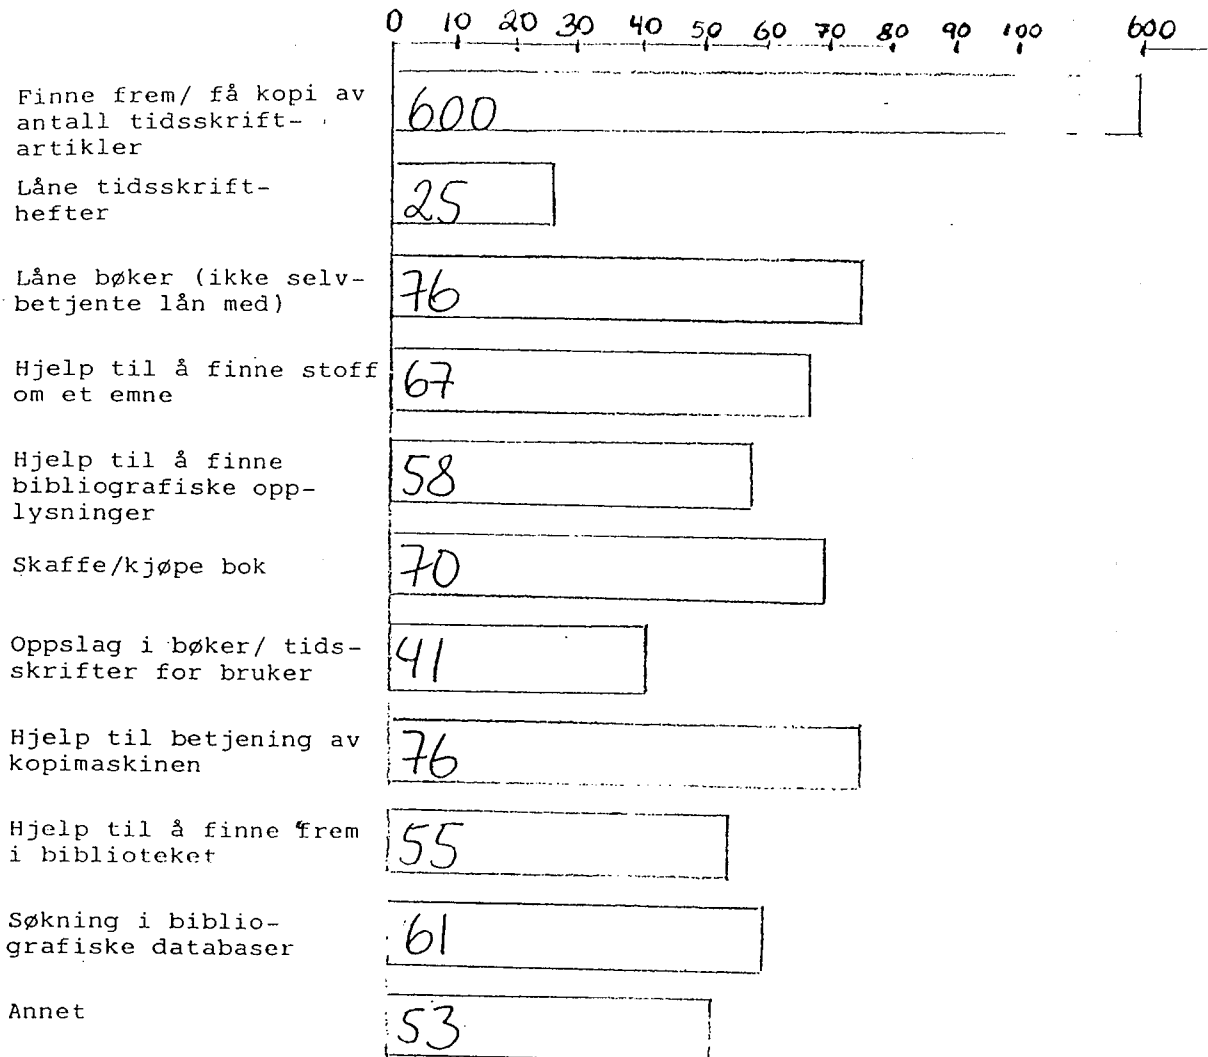 0 10 20 30 40 50 60 70 80 90 100 600
Finne frem/ få kopi av
antall tidsskrift-
artikler
600
Låne tidsskrift-
hefter
25
Låne bøker (ikke selv-
betjente lån med)
76
Hjelp til å finne stoff
om et emne
67
Hjelp til å finne
bibliografiske opp-
lysninger
58
Skaffe/kjøpe bok
70
Oppslag i bøker/ tids-
skrifter for bruker
41
Hjelp til betjening av
kopimaskinen
76
Hjelp til å finne frem
i biblioteket
55
Søkning i biblio-
grafiske databaser
61
Annet
53